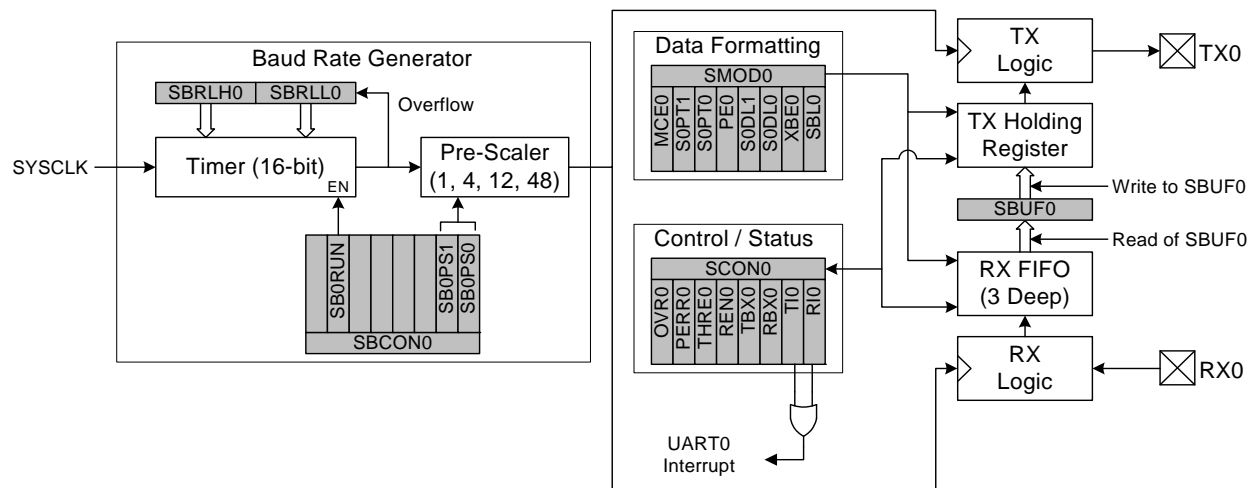 Baud Rate Generator
SBRLH0 SBRLL0
Overflow
SYSCLK
Timer (16-bit)
EN
Pre-Scaler
(1, 4, 12, 48)
SB0RUN
SB0PS1
SB0PS0
SBCON0
Data Formatting
SMOD0
MCE0
S0PT1
S0PT0
PE0
S0DL1
S0DL0
XBE0
SBL0
Control / Status
SCON0
OVR0
PERR0
THRE0
REN0
TBX0
RBX0
TI0
RI0
UART0
Interrupt
TX
Logic
TX0
TX Holding
Register
Write to SBUF0
SBUF0
Read of SBUF0
RX FIFO
(3 Deep)
RX
Logic
RX0